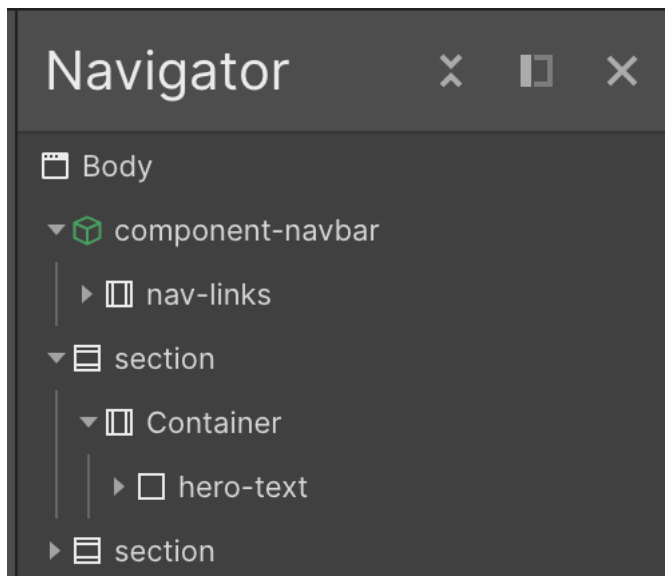 Navigator
Body
component-navbar
nav-links
section
Container
hero-text
section